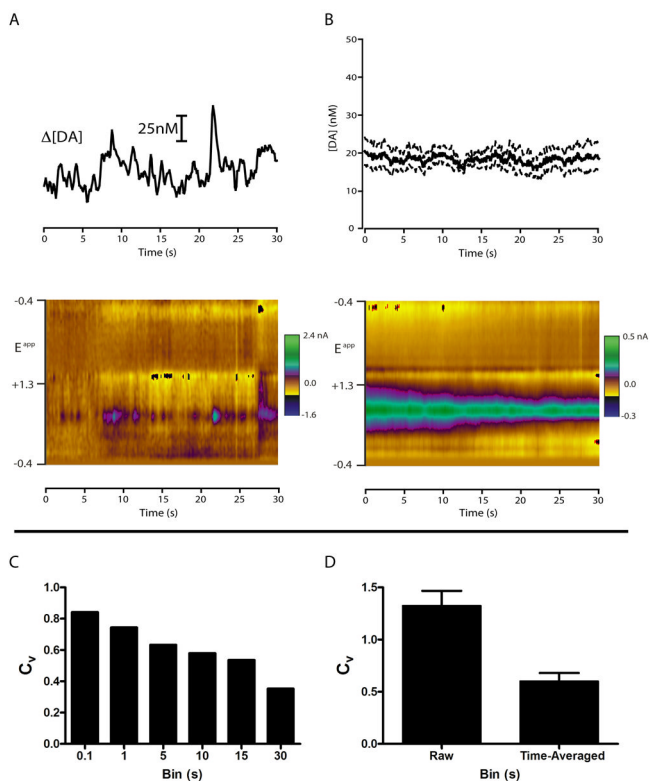 A
B
Δ[DA]
25nM
0 5 10 15 20 25 30
Time (s)
[DA] (nM)
50
40
30
20
10
0
0 5 10 15 20 25 30
Time (s)
-0.4
E app
+1.3
-0.4
2.4 nA
0.0
-1.6
0 5 10 15 20 25 30
Time (s)
-0.4
E app
+1.3
-0.4
0.5 nA
0.0
-0.3
0 5 10 15 20 25 30
Time (s)
C
D
Cv
1.0
0.8
0.6
0.4
0.2
0.0
0.1 1 5 10 15 30
Bin (s)
Cv
1.5
1.0
0.5
0.0
Raw Time-Averaged
Bin (s)